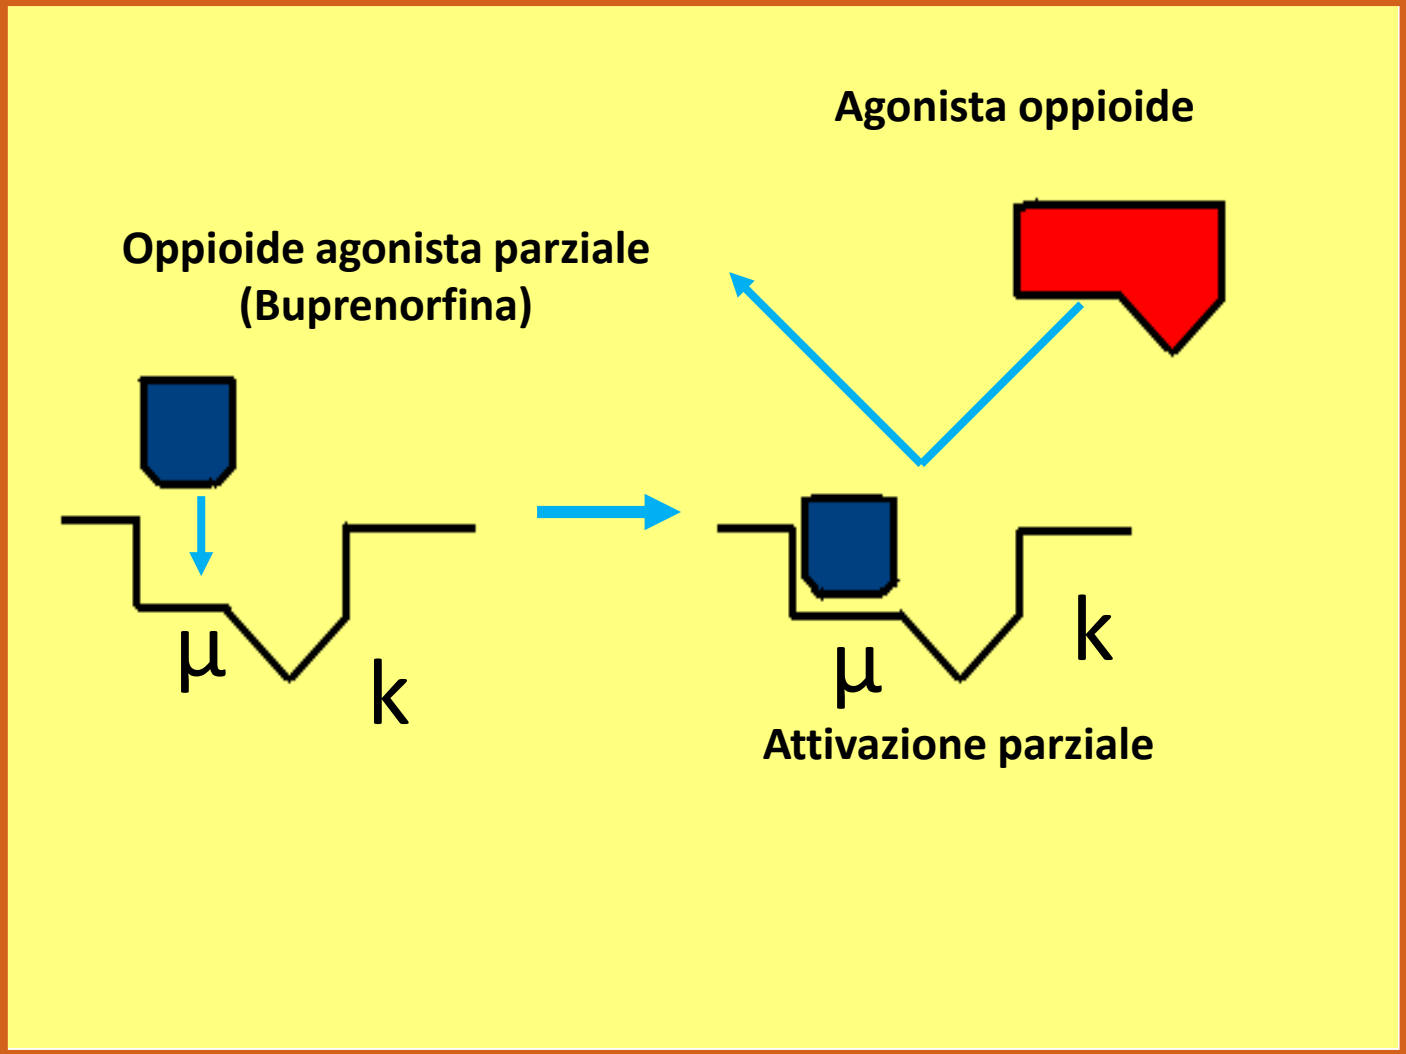 Agonista oppioide
Oppioide agonista parziale
(Buprenorfina)
μ
k
μ
k
Attivazione parziale